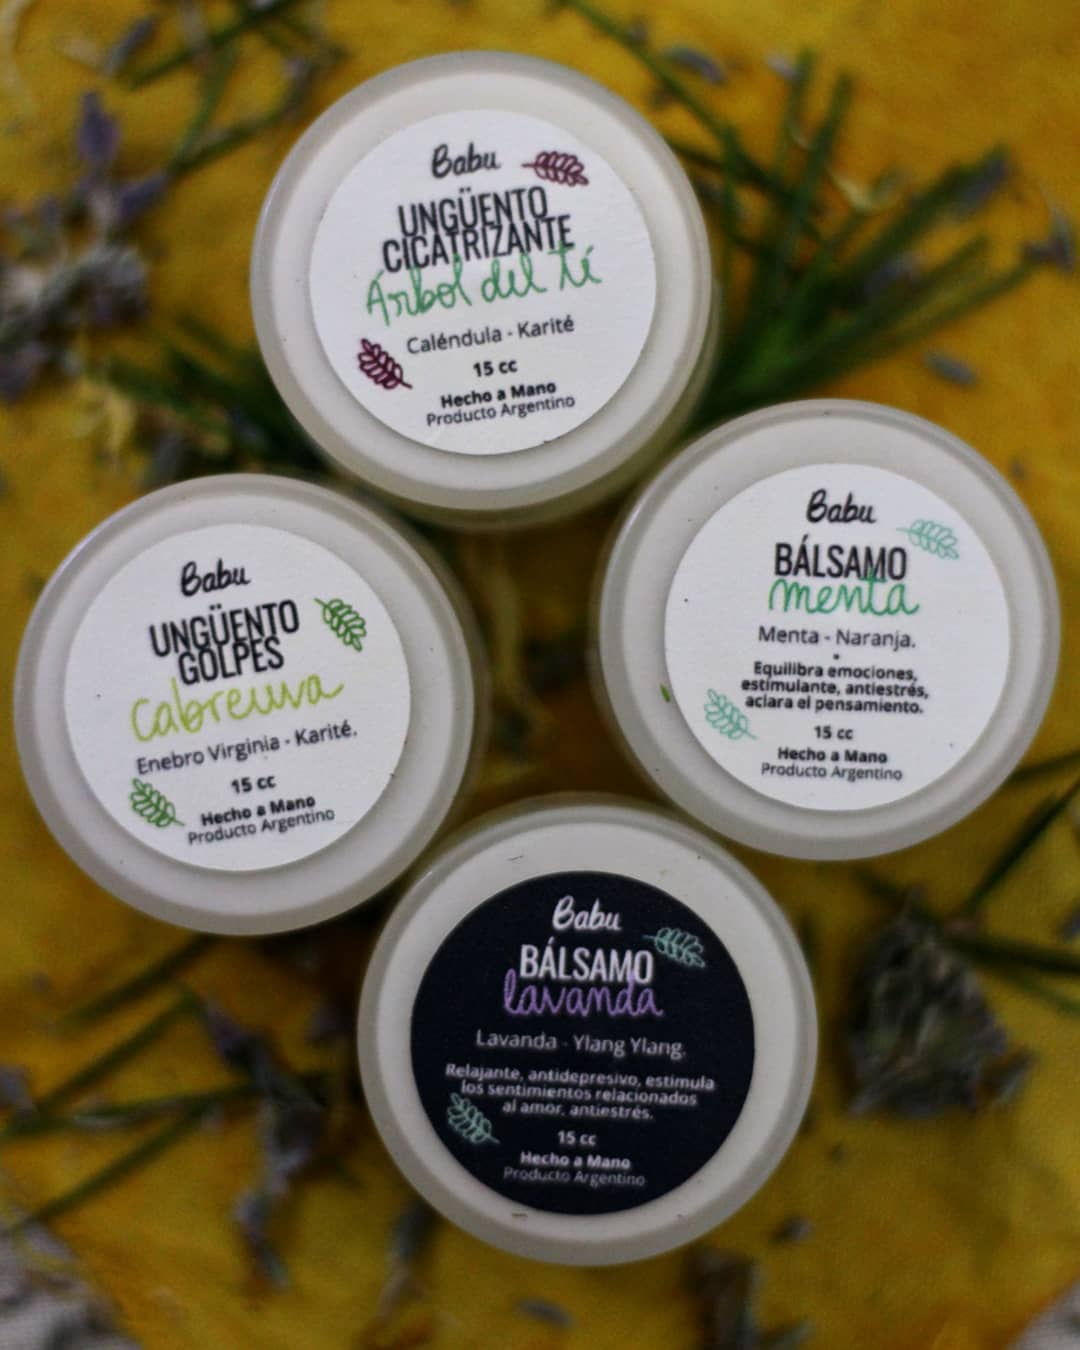 Babu
UNGÜENTO
CICATRIZANTE
Árbol del té
Caléndula - Karité
15 cc
Hecho a Mano
Producto Argentino
Babu
UNGÜENTO
GOLPES
Cabreuva
Enebro Virginia - Karité.
15 cc
Hecho a Mano
Producto Argentino
Babu
BÁLSAMO
menta
Menta - Naranja.
Equilibra emociones,
estimulante, antiestrés,
aclara el pensamiento.
15 cc
Hecho a Mano
Producto Argentino
Babu
BÁLSAMO
lavanda
Lavanda - Ylang Ylang.
Relajante, antidepresivo, estimula
los sentimientos relacionados
al amor, antiestrés.
15 cc
Hecho a Mano
Producto Argentino